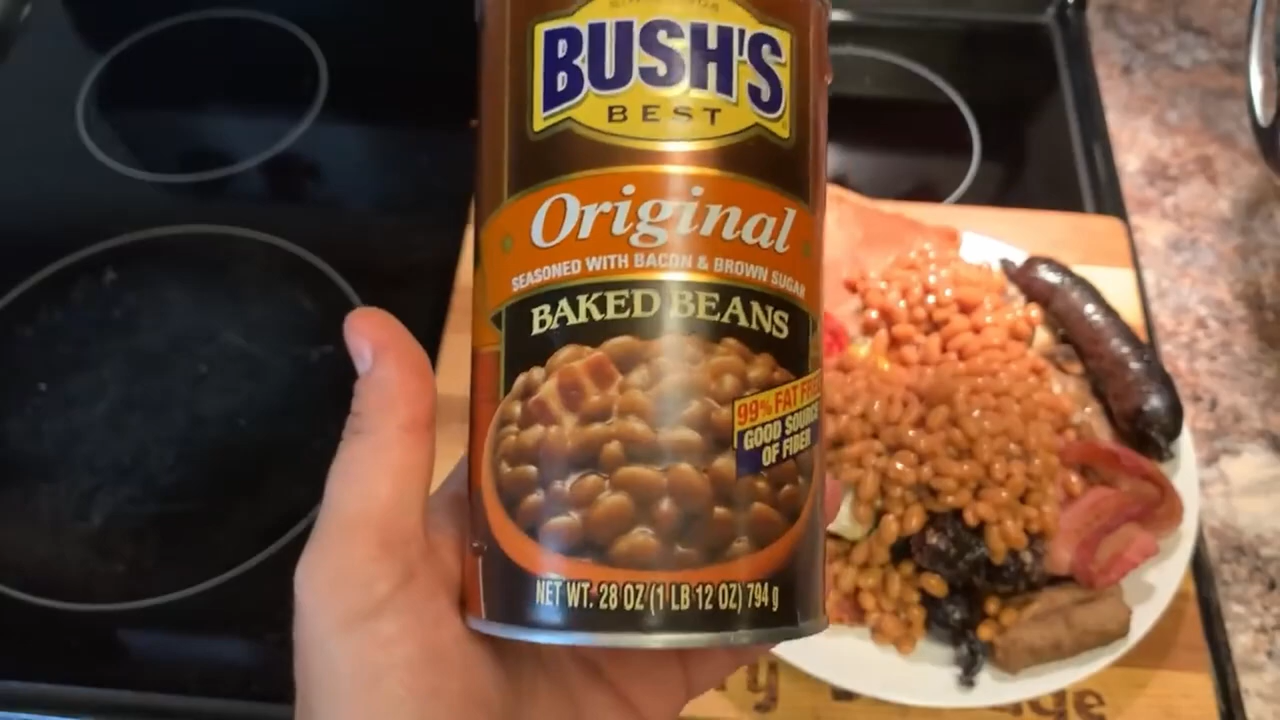 BUSH'S
BEST
Original
SEASONED WITH BACON & BROWN SUGAR
BAKED BEANS
99% FAT FREE
GOOD SOURCE
OF FIBER
NET WT. 28 OZ (1 LB 12 OZ) 794 g